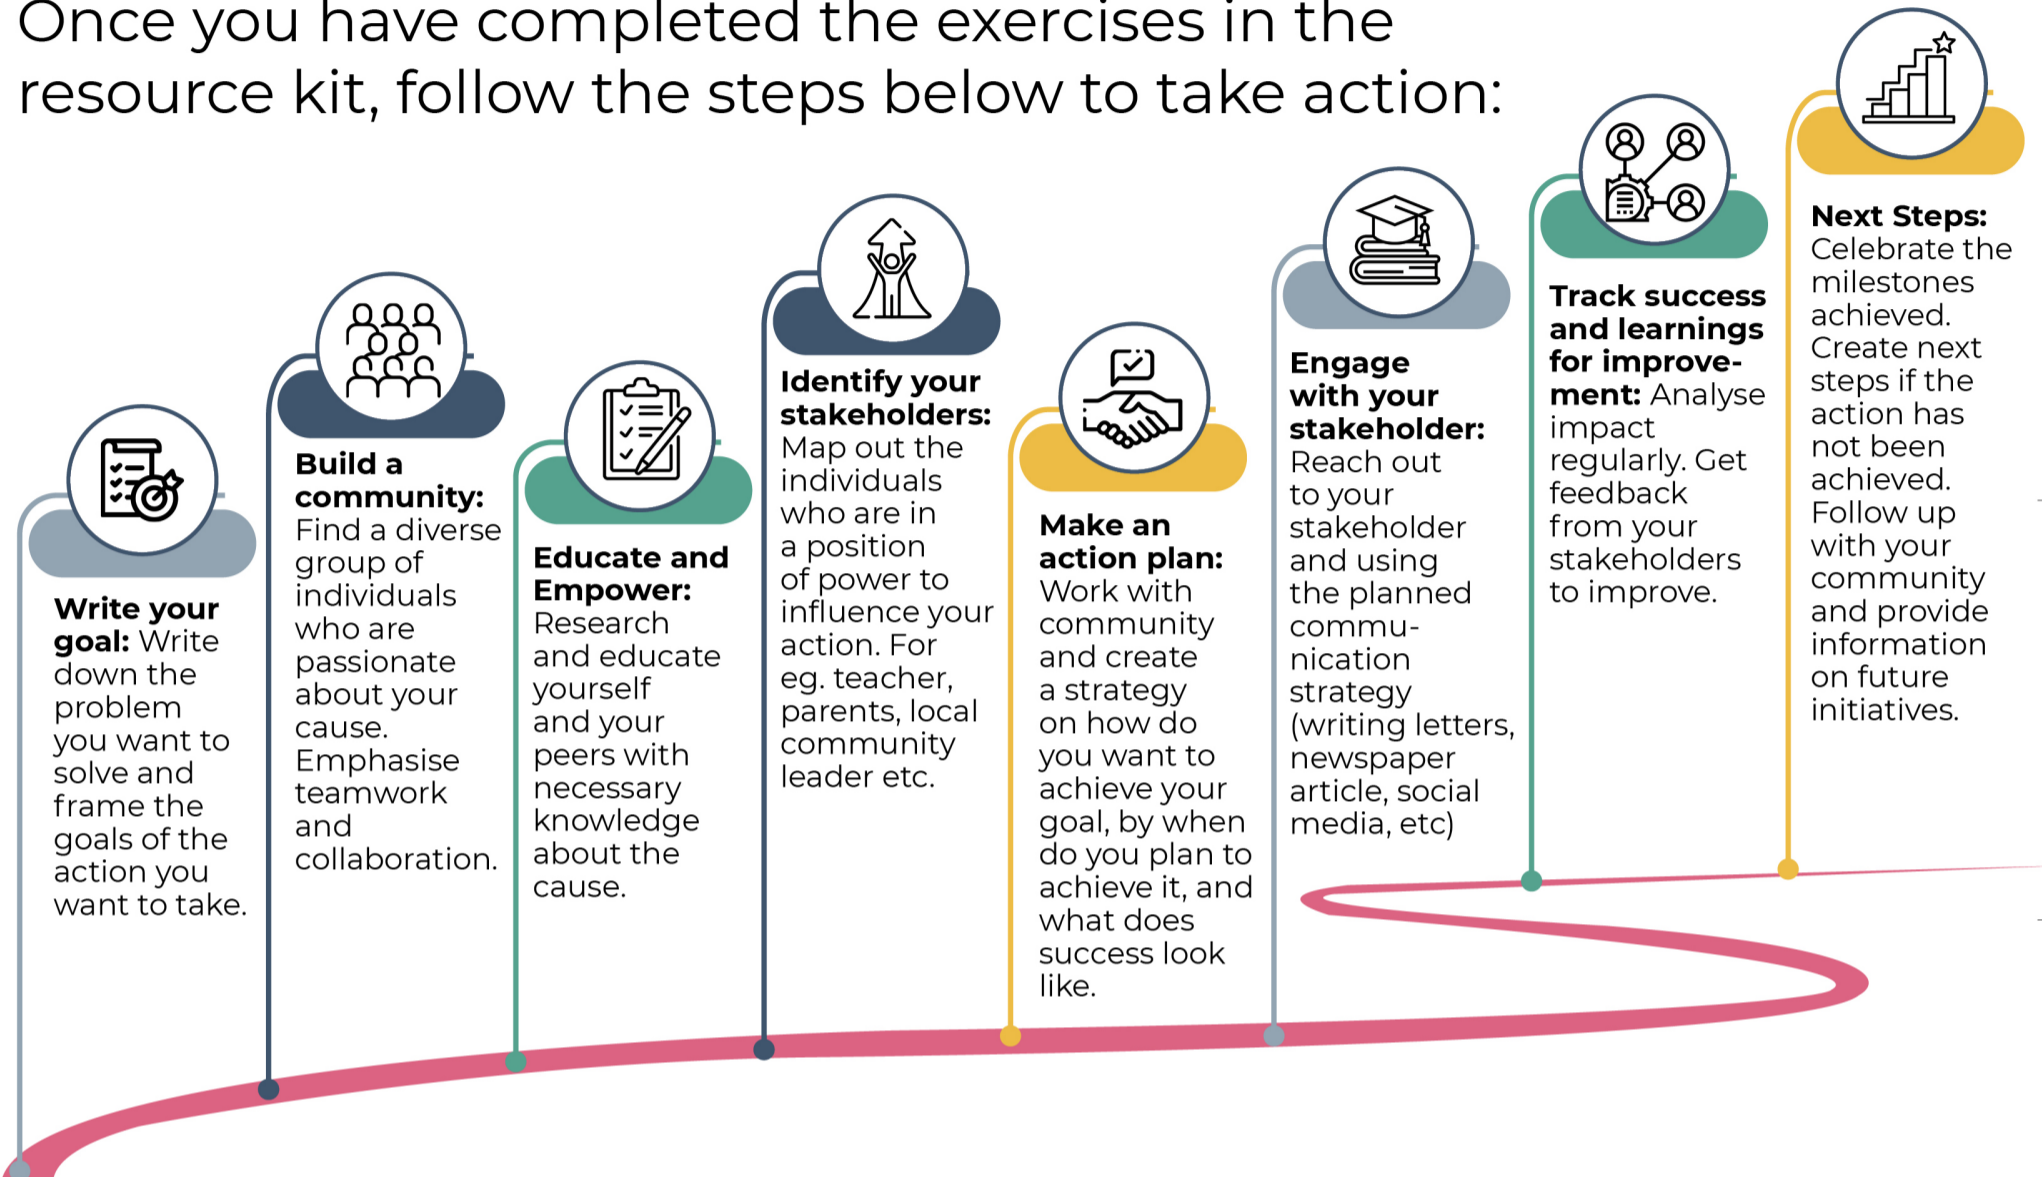 Once you have completed the exercises in the
resource kit, follow the steps below to take action:
Write your
goal: Write
down the
problem
you want to
solve and
frame the
goals of the
action you
want to take.
Build a
community:
Find a diverse
group of
individuals
who are
passionate
about your
cause.
Emphasise
teamwork
and
collaboration.
Educate and
Empower:
Research
and educate
yourself
and your
peers with
necessary
knowledge
about the
cause.
Identify your
stakeholders:
Map out the
individuals
who are in
a position
of power to
influence your
action. For
eg. teacher,
parents, local
community
leader etc.
Make an
action plan:
Work with
community
and create
a strategy
on how do
you want to
achieve your
goal, by when
do you plan to
achieve it, and
what does
success look
like.
Engage
with your
stakeholder:
Reach out
to your
stakeholder
and using
the planned
commu-
nication
strategy
(writing letters,
newspaper
article, social
media, etc)
Track success
and learnings
for improve-
ment: Analyse
impact
regularly. Get
feedback
from your
stakeholders
to improve.
Next Steps:
Celebrate the
milestones
achieved.
Create next
steps if the
action has
not been
achieved.
Follow up
with your
community
and provide
information
on future
initiatives.